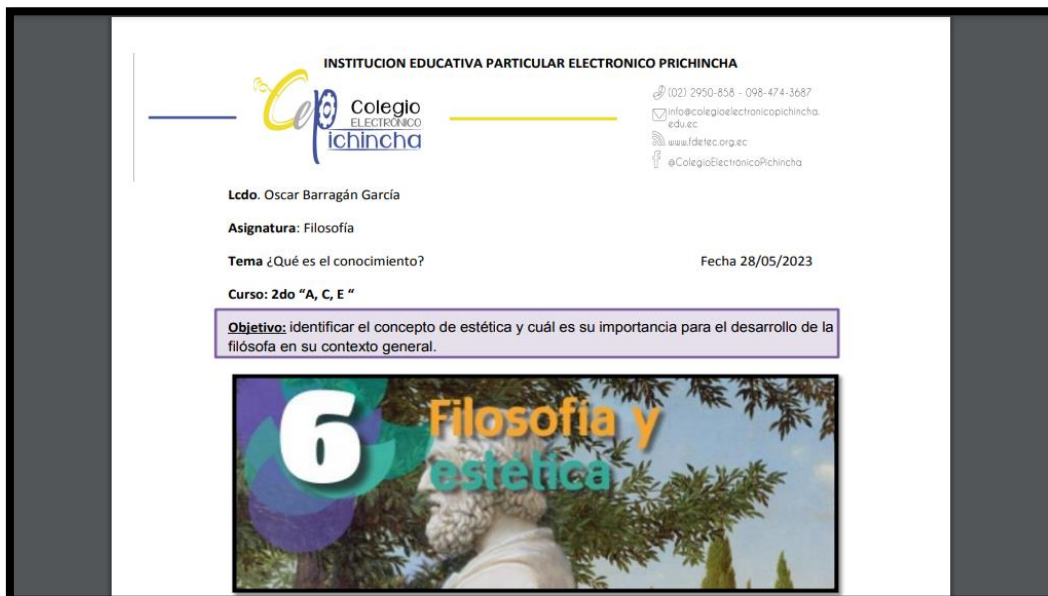 INSTITUCION EDUCATIVA PARTICULAR ELECTRONICO PRICHINCHA
Cep
Colegio
ELECTRÓNICO
Pichincha
(02) 2950-858 - 098-474-3687
info@colegioelectronicopichincha.
edu.ec
www.fdetec.org.ec
@ColegioElectronicoPichincha
Lcdo. Oscar Barragán García
Asignatura: Filosofía
Tema ¿Qué es el conocimiento? Fecha 28/05/2023
Curso: 2do “A, C, E “
Objetivo: identificar el concepto de estética y cuál es su importancia para el desarrollo de la
filósofa en su contexto general.
6
Filosofía y
estética